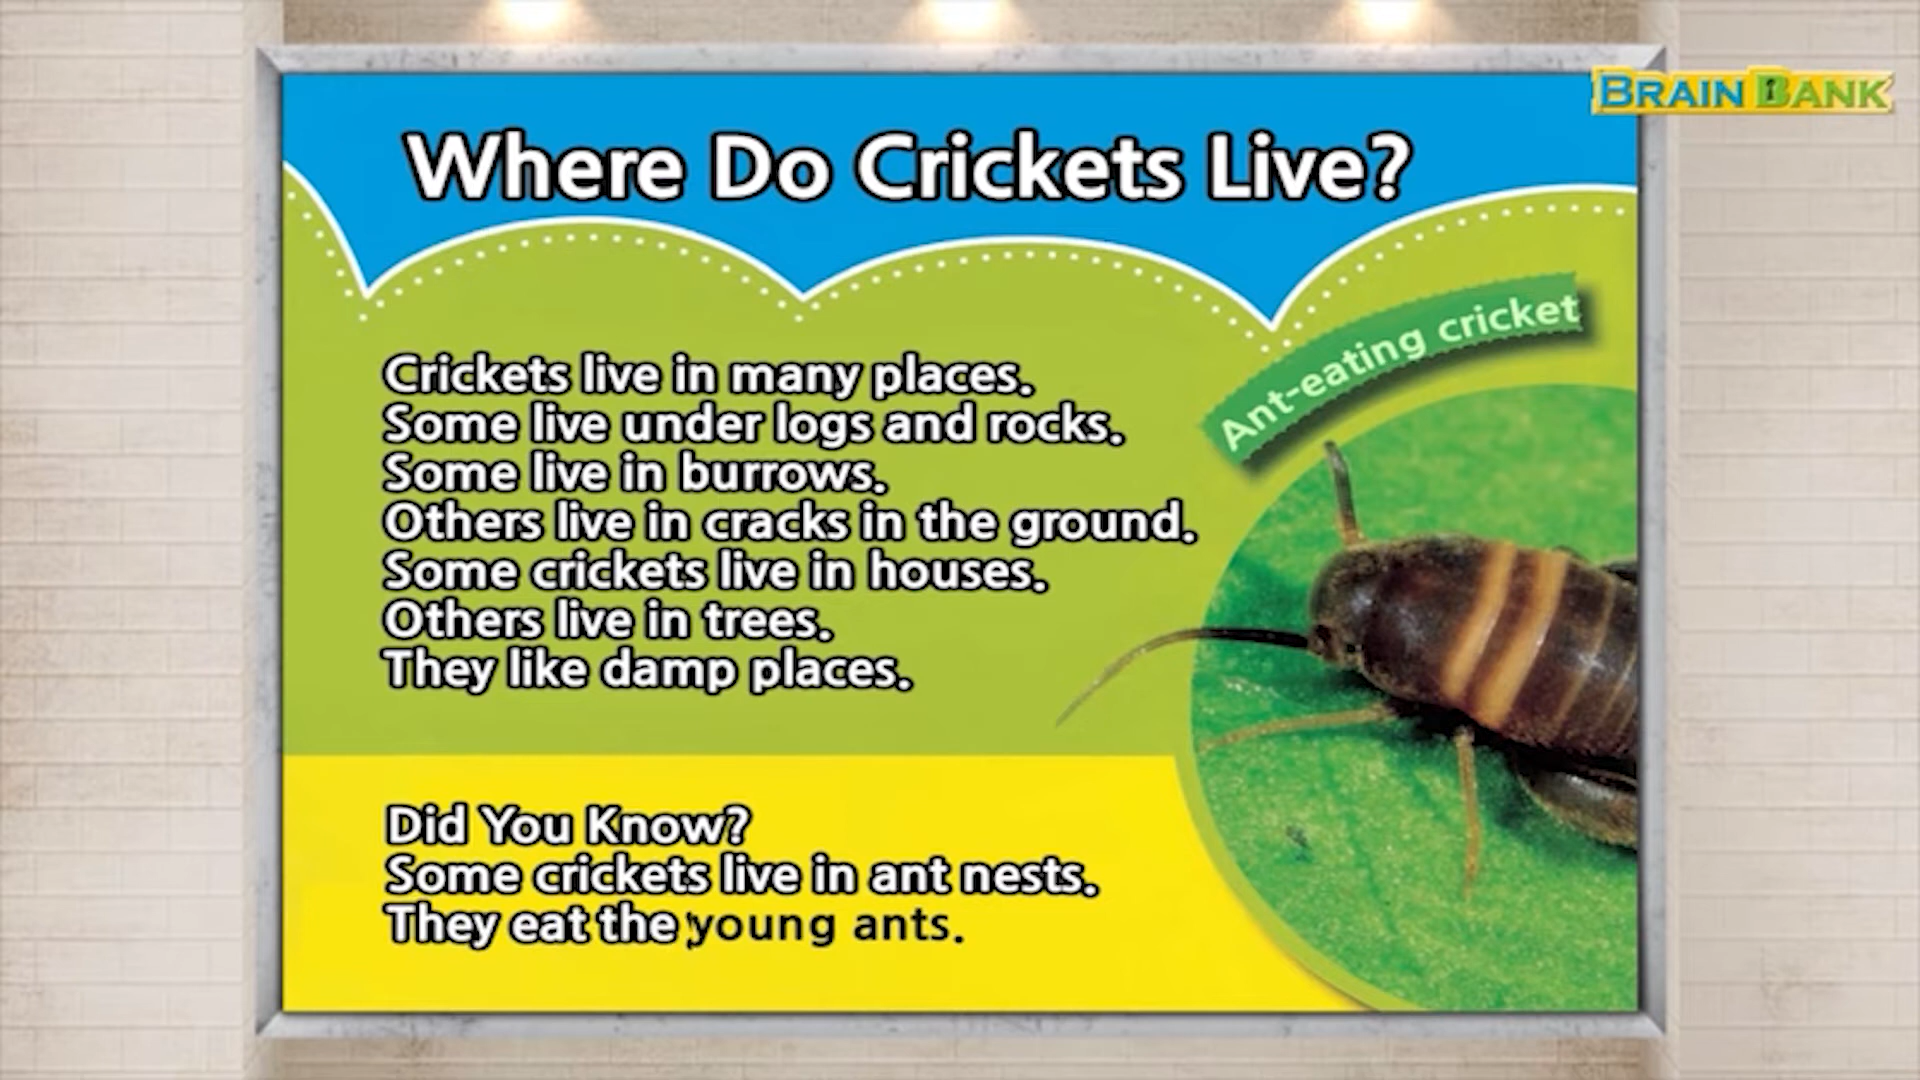 BRAIN BANK
Where Do Crickets Live?
Ant-eating cricket
Crickets live in many places.
Some live under logs and rocks.
Some live in burrows.
Others live in cracks in the ground.
Some crickets live in houses.
Others live in trees.
They like damp places.
Did You Know?
Some crickets live in ant nests.
They eat the young ants.